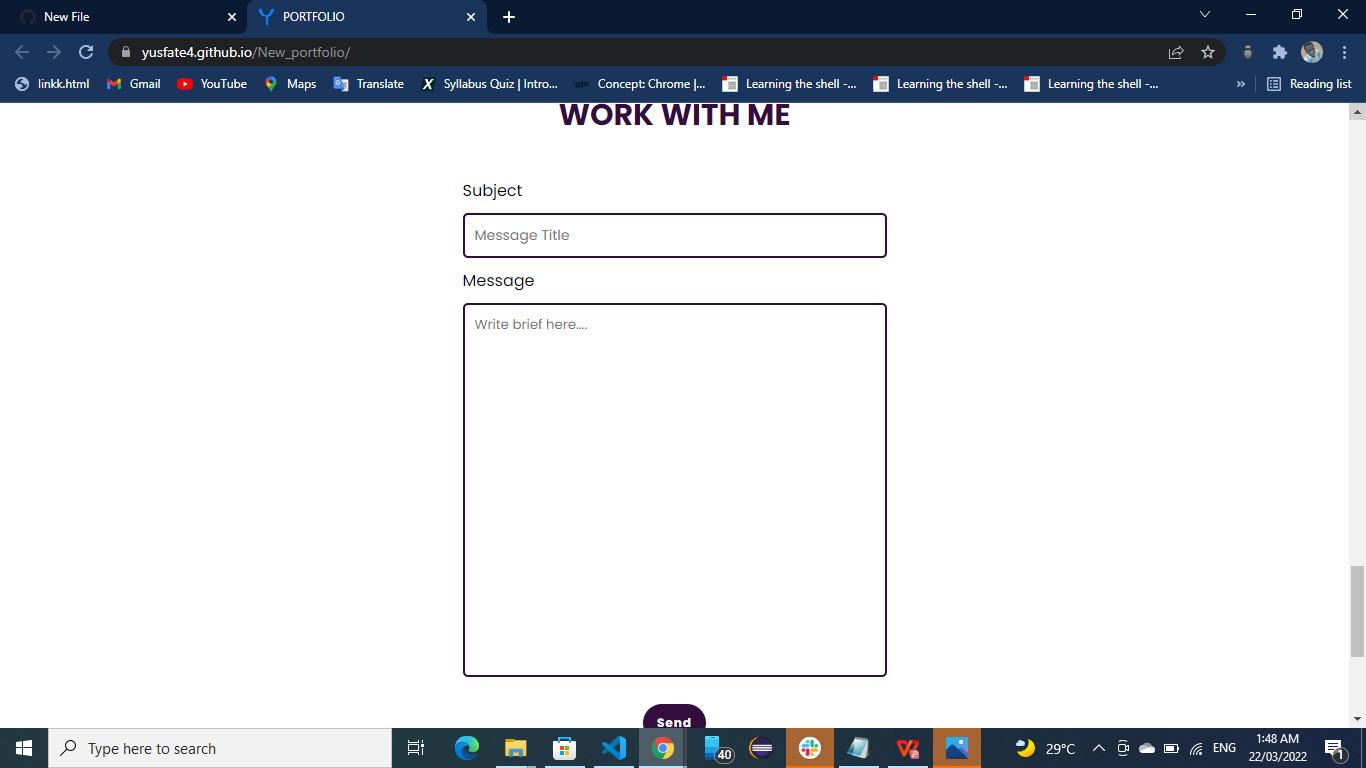 New File
PORTFOLIO
yusfate4.github.io/New_portfolio/
linkk.html Gmail YouTube Maps Translate Syllabus Quiz | Intro... Concept: Chrome |... Learning the shell -... Learning the shell -... Learning the shell -... » Reading list
WORK WITH ME
Subject
Message Title
Message
Write brief here....
Send
Type here to search
40
29°C
ENG
1:48 AM
22/03/2022
1